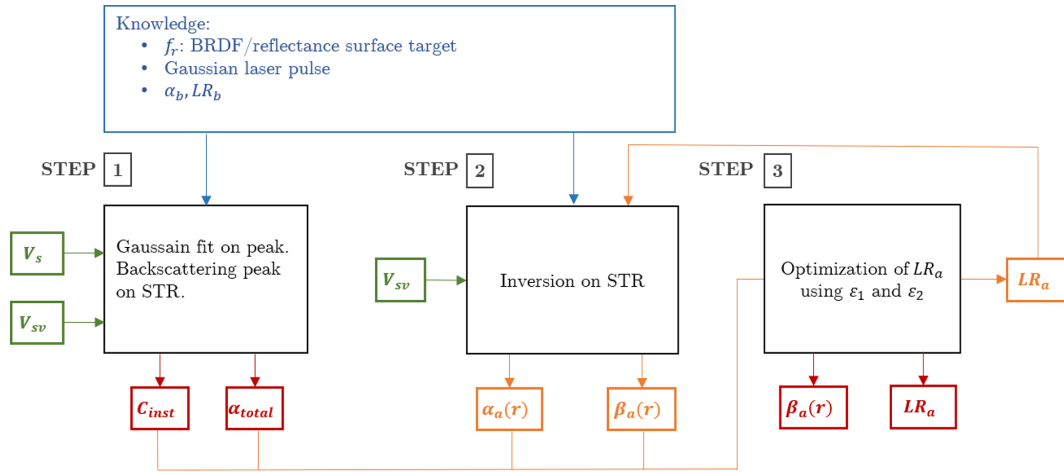 Knowledge:
• f_r: BRDF/reflectance surface target
• Gaussian laser pulse
• α_b, LR_b
STEP 1
STEP 2
STEP 3
V_s
V_sv
Gaussain fit on peak.
Backscattering peak
on STR.
V_sv
Inversion on STR
Optimization of LR_a
using ε_1 and ε_2
LR_a
C_inst
α_total
α_a(r)
β_a(r)
β_a(r)
LR_a